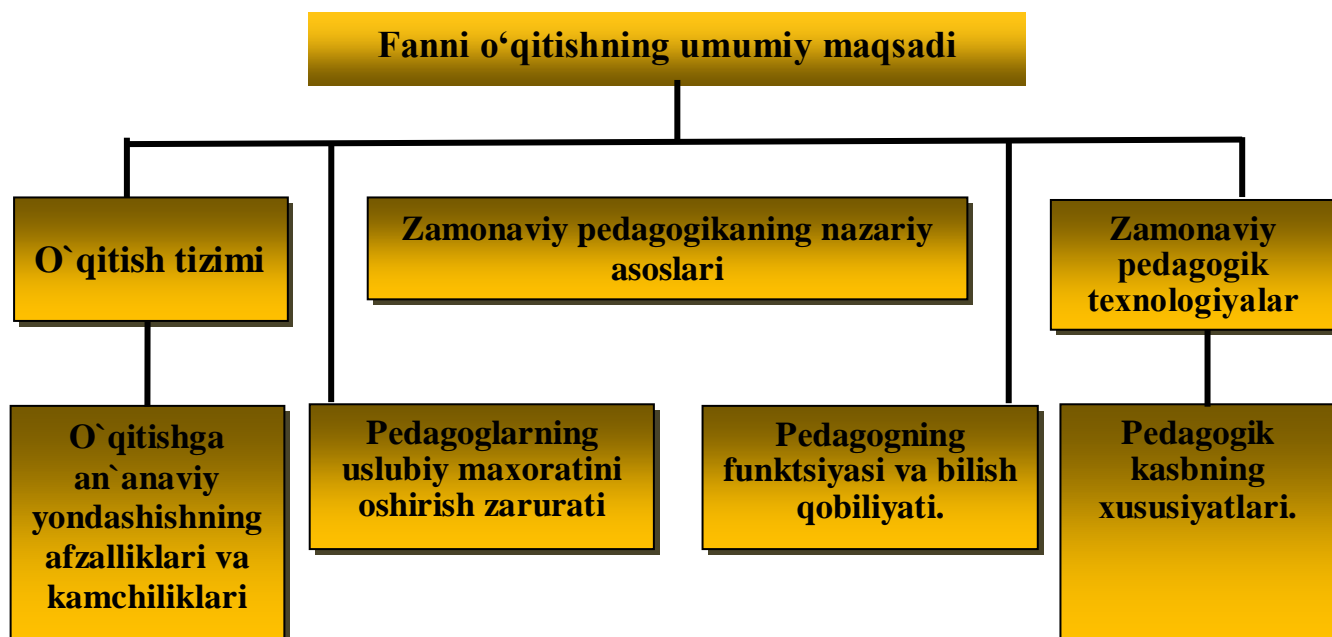 Fanni o‘qitishning umumiy maqsadi
O`qitish tizimi
Zamonaviy pedagogikaning nazariy
asoslari
Zamonaviy
pedagogik
texnologiyalar
O`qitishga
an`anaviy
yondashishning
afzalliklari va
kamchiliklari
Pedagoglarning
uslubiy maxoratini
oshirish zarurati
Pedagogning
funktsiyasi va bilish
qobiliyati.
Pedagogik
kasbning
xususiyatlari.